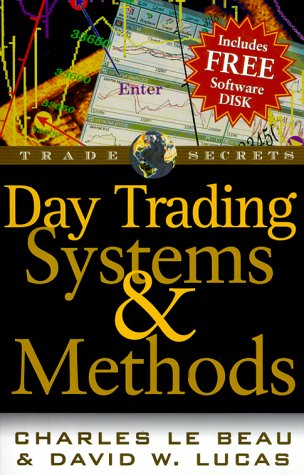 Includes
FREE
Software
DISK
Enter
TRADE SECRETS
Day Trading
Systems
&
Methods
CHARLES LE BEAU
& DAVID W. LUCAS